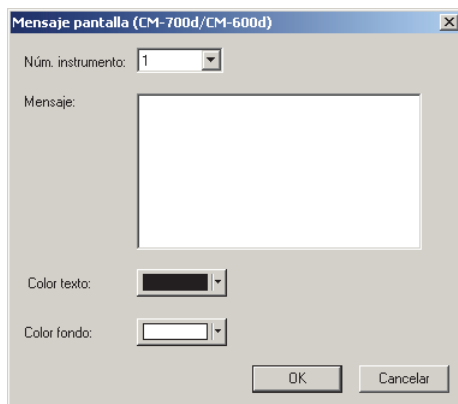 Mensaje pantalla (CM-700d/CM-600d)
Núm. instrumento: 1
Mensaje:
Color texto:
Color fondo:
OK Cancelar